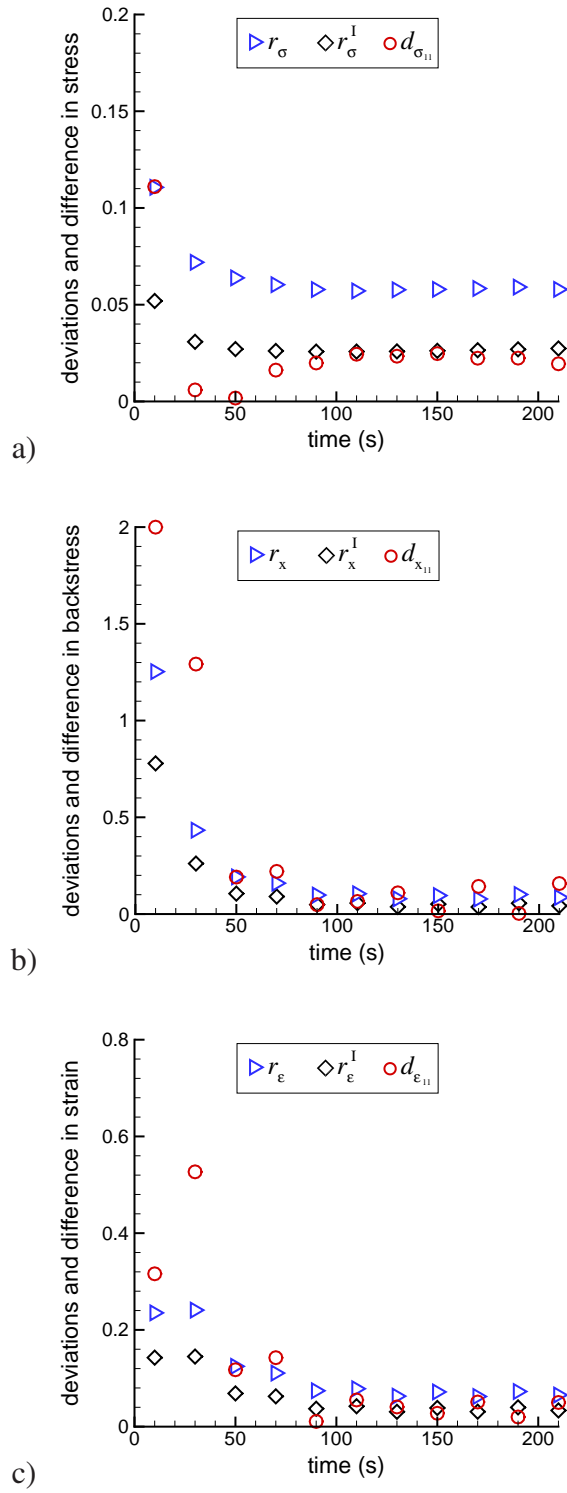 deviations and difference in stress
r_σ r_σ^I d_σ₁₁
0.2
0.15
0.1
0.05
0
0 50 100 150 200
time (s)
a)
deviations and difference in backstress
r_x r_x^I d_x₁₁
2
1.5
1
0.5
0
0 50 100 150 200
time (s)
b)
deviations and difference in strain
r_ε r_ε^I d_ε₁₁
0.8
0.6
0.4
0.2
0
0 50 100 150 200
time (s)
c)